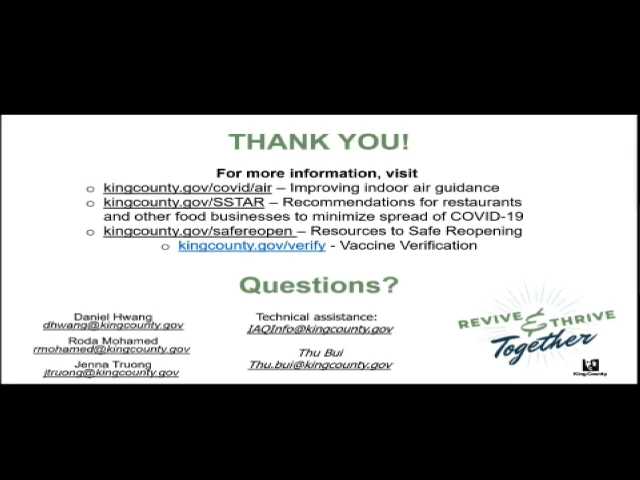 THANK YOU!
For more information, visit
o kingcounty.gov/covid/air – Improving indoor air guidance
o kingcounty.gov/SSTAR – Recommendations for restaurants
and other food businesses to minimize spread of COVID-19
o kingcounty.gov/safereopen – Resources to Safe Reopening
o kingcounty.gov/verify - Vaccine Verification
Questions?
Daniel Hwang
dhwang@kingcounty.gov
Roda Mohamed
rmohamed@kingcounty.gov
Jenna Truong
jtruong@kingcounty.gov
Technical assistance:
IAQInfo@kingcounty.gov
Thu Bui
Thu.bui@kingcounty.gov
REVIVE & THRIVE
Together
King County